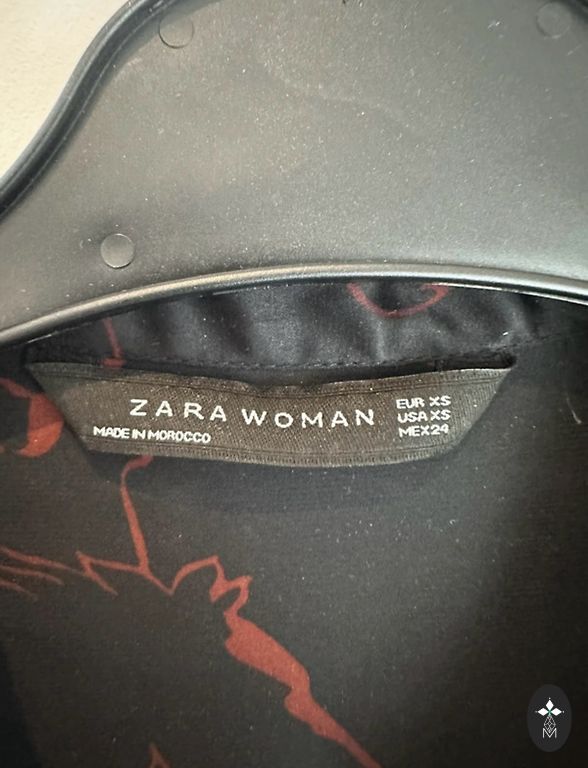 ZARA WOMAN
MADE IN MOROCCO
EUR XS
USA XS
MEX 24
M